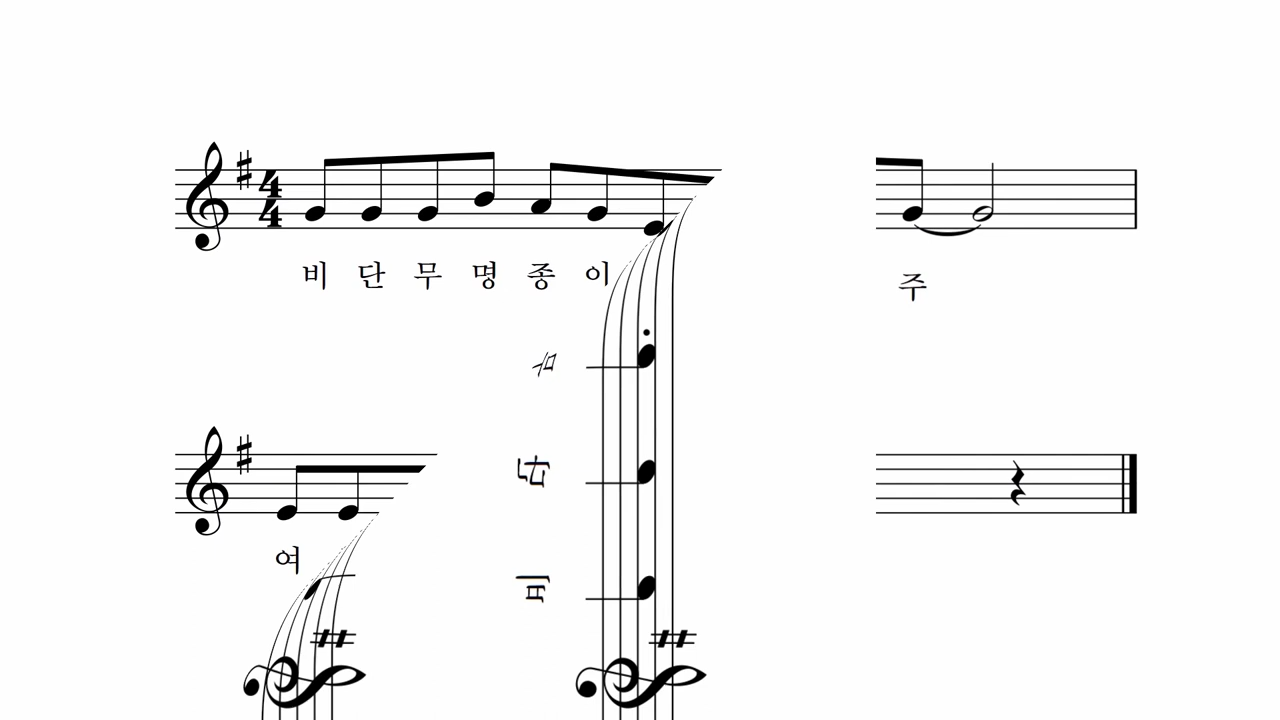 비 단 무 명 종 이
주
여